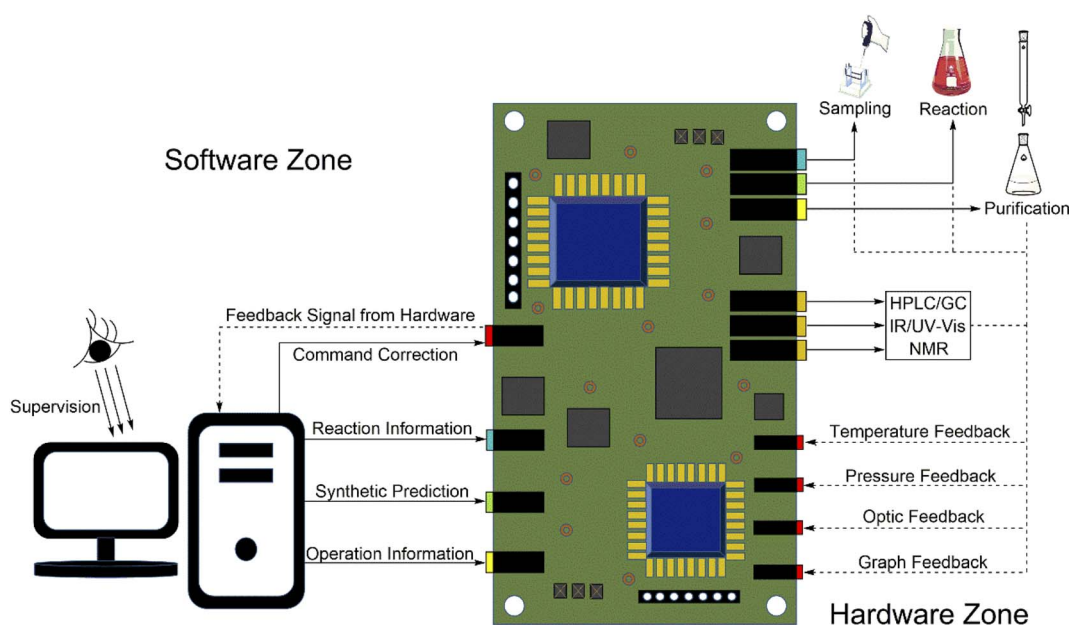 Sampling
Reaction
Purification
Software Zone
HPLC/GC
IR/UV-Vis
NMR
Feedback Signal from Hardware
Command Correction
Supervision
Reaction Information
Synthetic Prediction
Operation Information
Temperature Feedback
Pressure Feedback
Optic Feedback
Graph Feedback
Hardware Zone